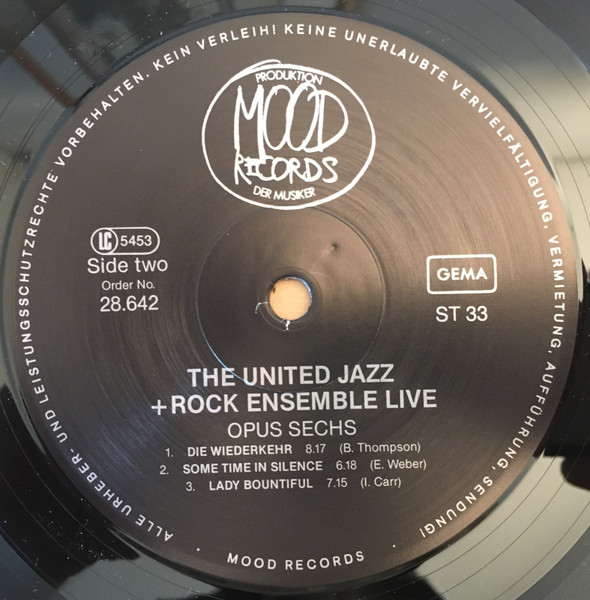 ALLE URHEBER- UND LEISTUNGSSCHUTZRECHTE VORBEHALTEN. KEIN VERLEIH! KEINE UNERLAUBTE VERVIELFÄLTIGUNG, VERMIETUNG, AUFFÜHRUNG, SENDUNG!
PRODUKTION
MOOD
RECORDS
DER MUSIKER
LC 5453
Side two
Order No.
28.642
GEMA
ST 33
THE UNITED JAZZ
+ROCK ENSEMBLE LIVE
OPUS SECHS
1. DIE WIEDERKEHR 8.17 (B. Thompson)
2. SOME TIME IN SILENCE 6.18 (E. Weber)
3. LADY BOUNTIFUL 7.15 (I. Carr)
· MOOD RECORDS ·